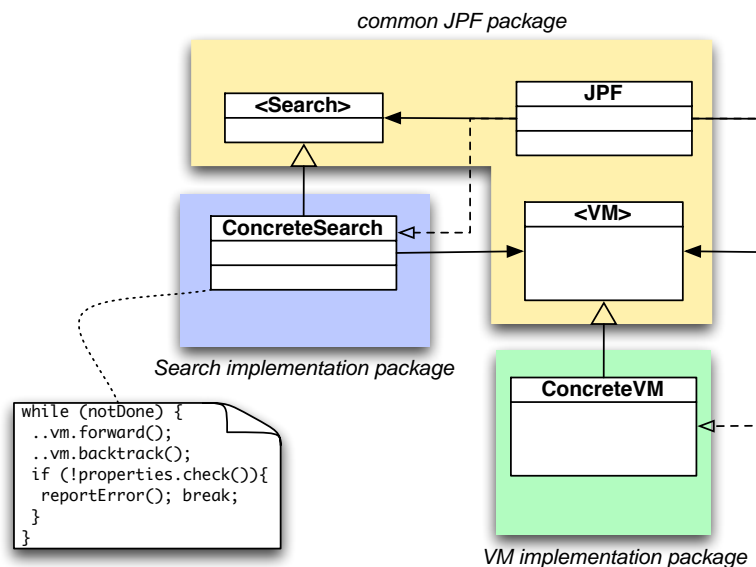 common JPF package
<Search>
JPF
ConcreteSearch
<VM>
Search implementation package
ConcreteVM
while (notDone) {
..vm.forward();
..vm.backtrack();
if (!properties.check()){
reportError(); break;
}
}
VM implementation package